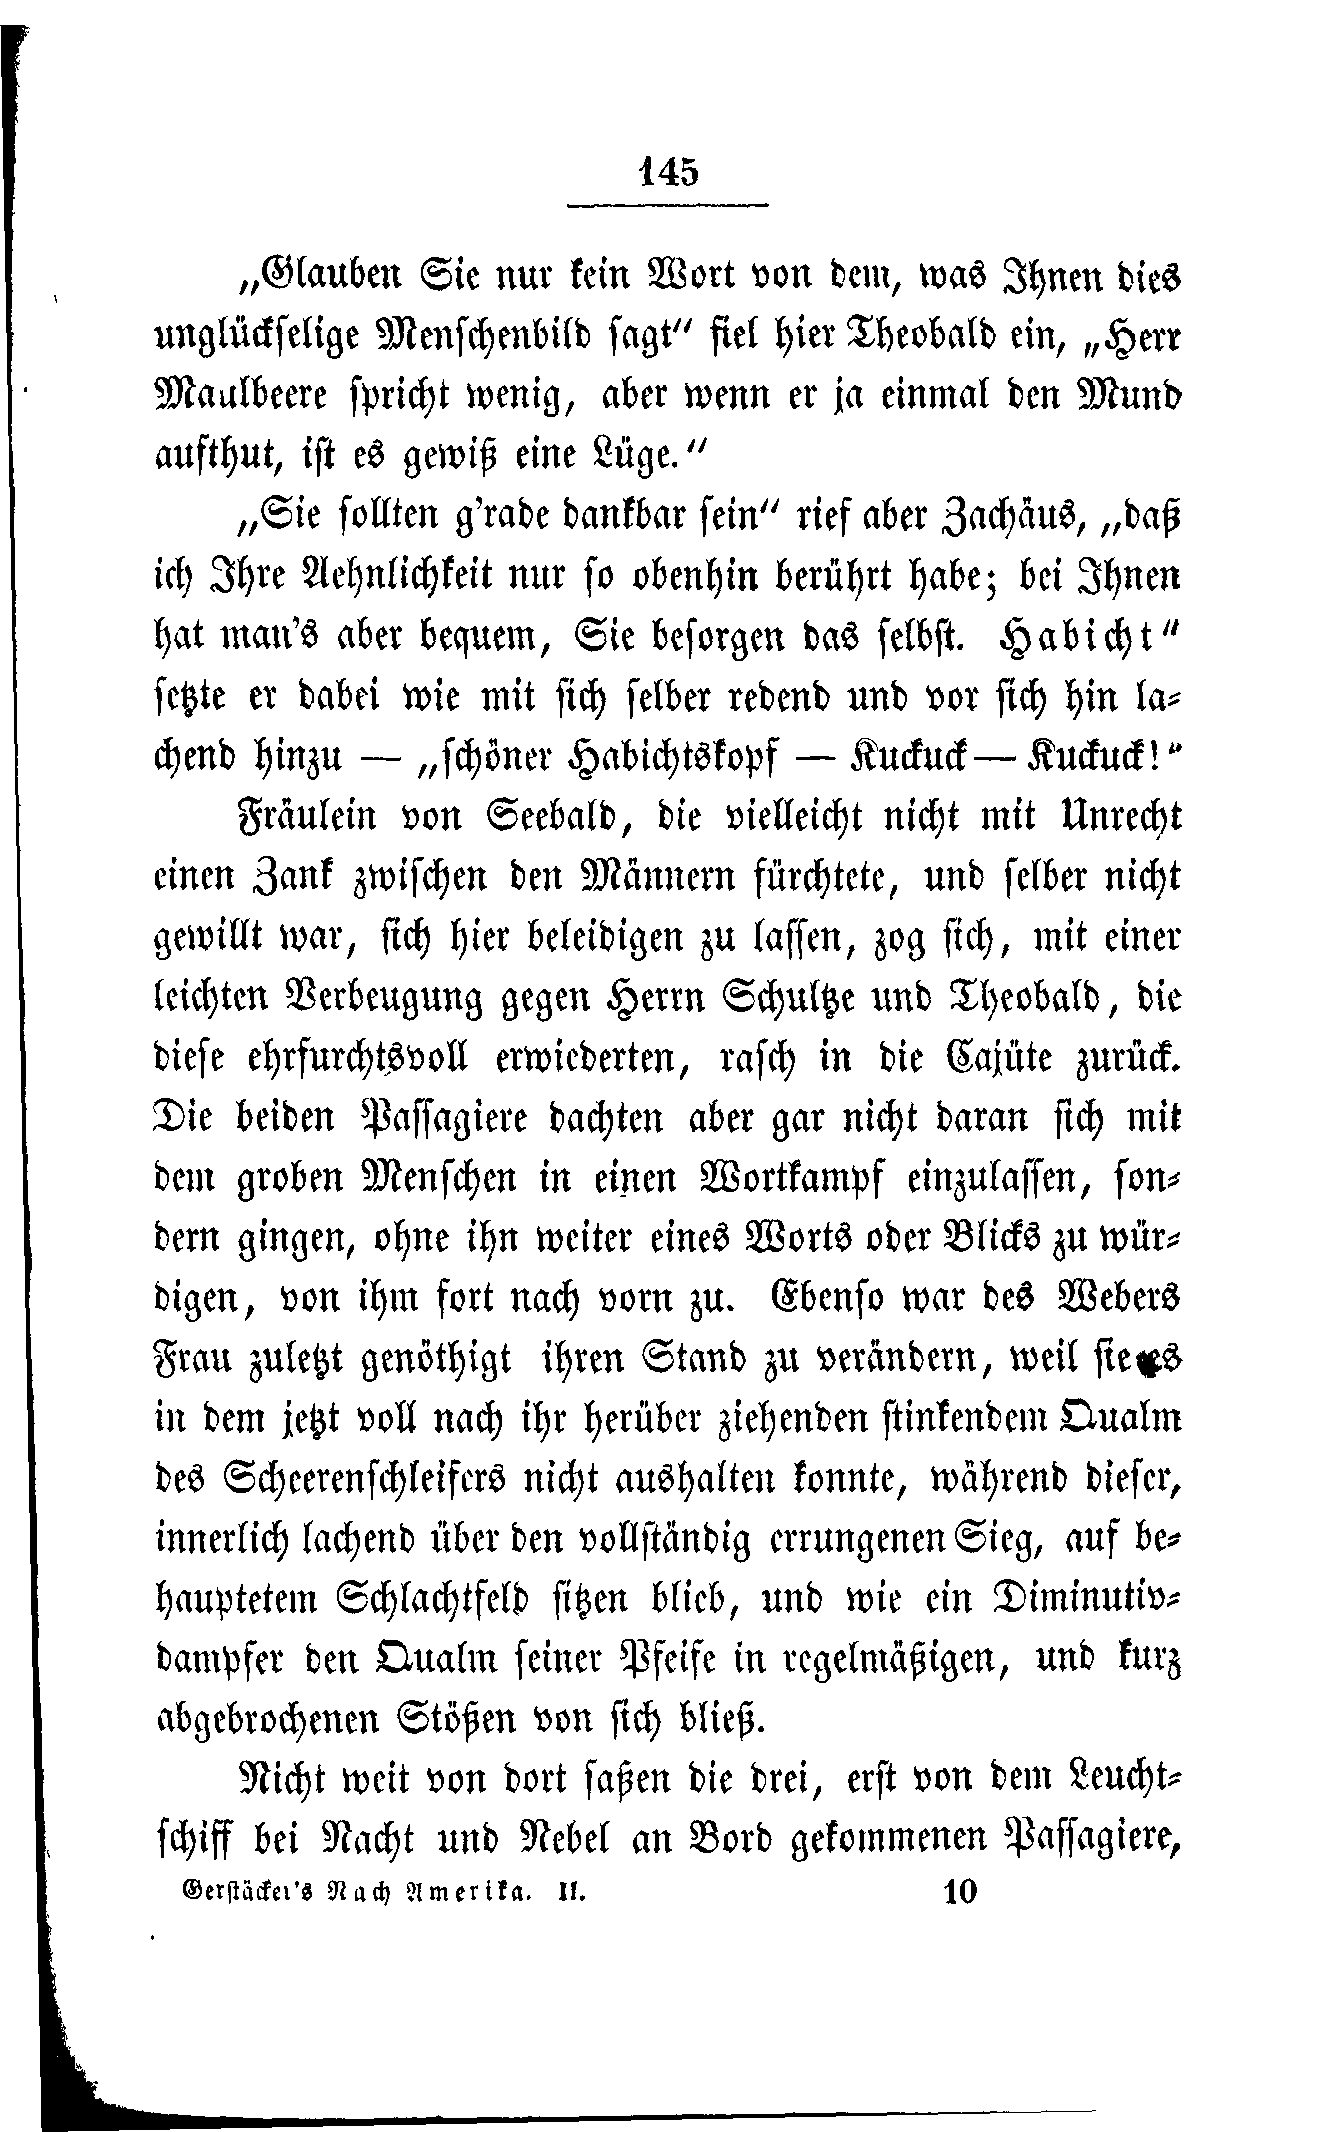 145
„Glauben Sie nur kein Wort von dem, was Ihnen dies
unglückselige Menschenbild sagt“ fiel hier Theobald ein, „Herr
Maulbeere spricht wenig, aber wenn er ja einmal den Mund
aufthut, ist es gewiß eine Lüge.“
„Sie sollten g'rade dankbar sein“ rief aber Zachäus, „daß
ich Ihre Aehnlichkeit nur so obenhin berührt habe; bei Ihnen
hat man's aber bequem, Sie besorgen das selbst. Habicht“
setzte er dabei wie mit sich selber redend und vor sich hin la-
chend hinzu — „schöner Habichtskopf — Kuckuck — Kuckuck!“
Fräulein von Seebald, die vielleicht nicht mit Unrecht
einen Zank zwischen den Männern fürchtete, und selber nicht
gewillt war, sich hier beleidigen zu lassen, zog sich, mit einer
leichten Verbeugung gegen Herrn Schultze und Theobald, die
diese ehrfurchtsvoll erwiederten, rasch in die Cajüte zurück.
Die beiden Passagiere dachten aber gar nicht daran sich mit
dem groben Menschen in einen Wortkampf einzulassen, son-
dern gingen, ohne ihn weiter eines Worts oder Blicks zu wür-
digen, von ihm fort nach vorn zu. Ebenso war des Webers
Frau zuletzt genöthigt ihren Stand zu verändern, weil sie es
in dem jetzt voll nach ihr herüber ziehenden stinkendem Qualm
des Scheerenschleifers nicht aushalten konnte, während dieser,
innerlich lachend über den vollständig errungenen Sieg, auf be-
hauptetem Schlachtfeld sitzen blieb, und wie ein Diminutiv-
dampfer den Qualm seiner Pfeife in regelmäßigen, und kurz
abgebrochenen Stößen von sich bließ.
Nicht weit von dort saßen die drei, erst von dem Leucht-
schiff bei Nacht und Nebel an Bord gekommenen Passagiere,
Gerstäcker's Nach Amerika. II. 10